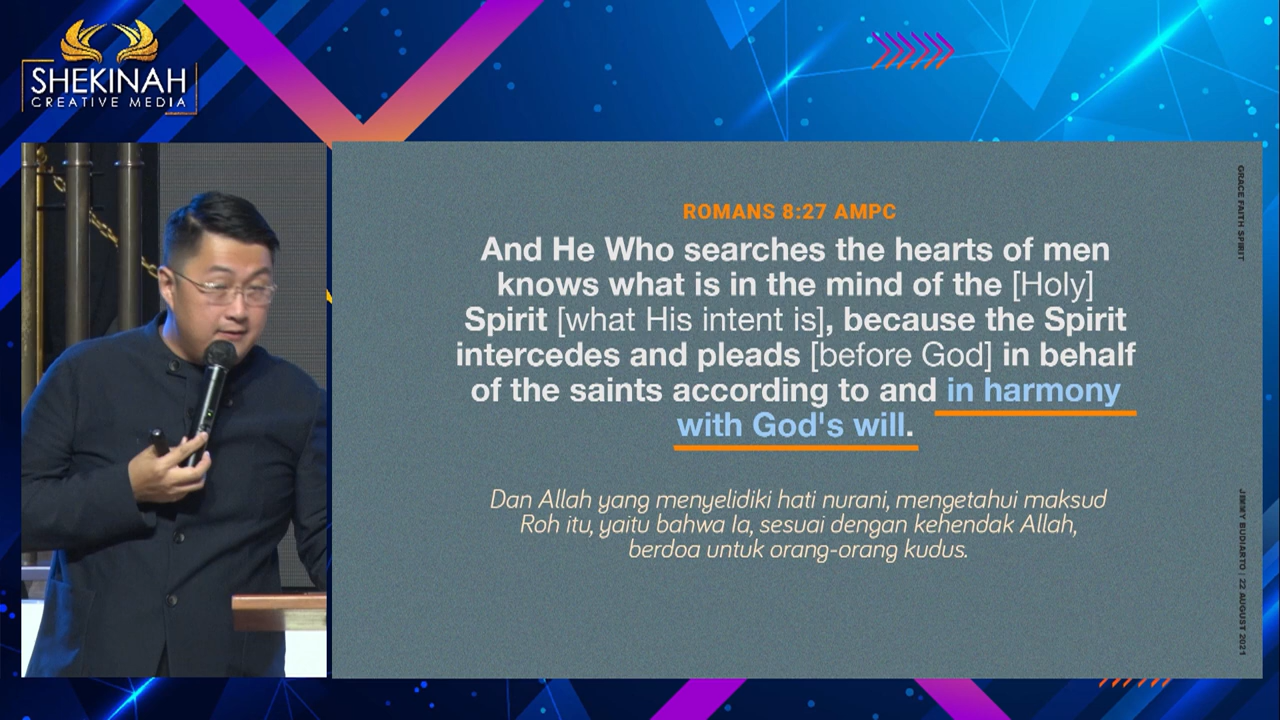 SHEKINAH
CREATIVE MEDIA
ROMANS 8:27 AMPC
And He Who searches the hearts of men
knows what is in the mind of the [Holy]
Spirit [what His intent is], because the Spirit
intercedes and pleads [before God] in behalf
of the saints according to and in harmony
with God's will.
Dan Allah yang menyelidiki hati nurani, mengetahui maksud
Roh itu, yaitu bahwa Ia, sesuai dengan kehendak Allah,
berdoa untuk orang-orang kudus.
GRACE FAITH SPIRIT
JIMMY BUDIARTO | 22 AUGUST 2021